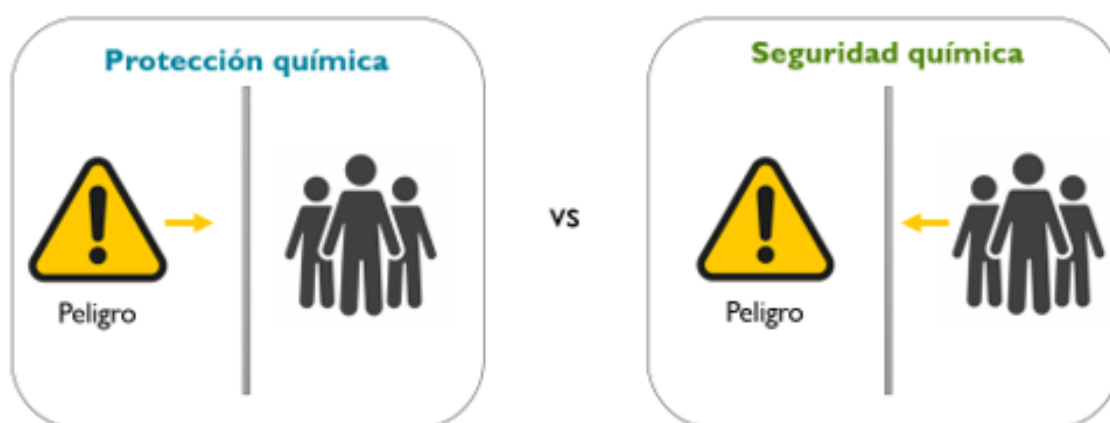 Protección química
Peligro
vs
Seguridad química
Peligro